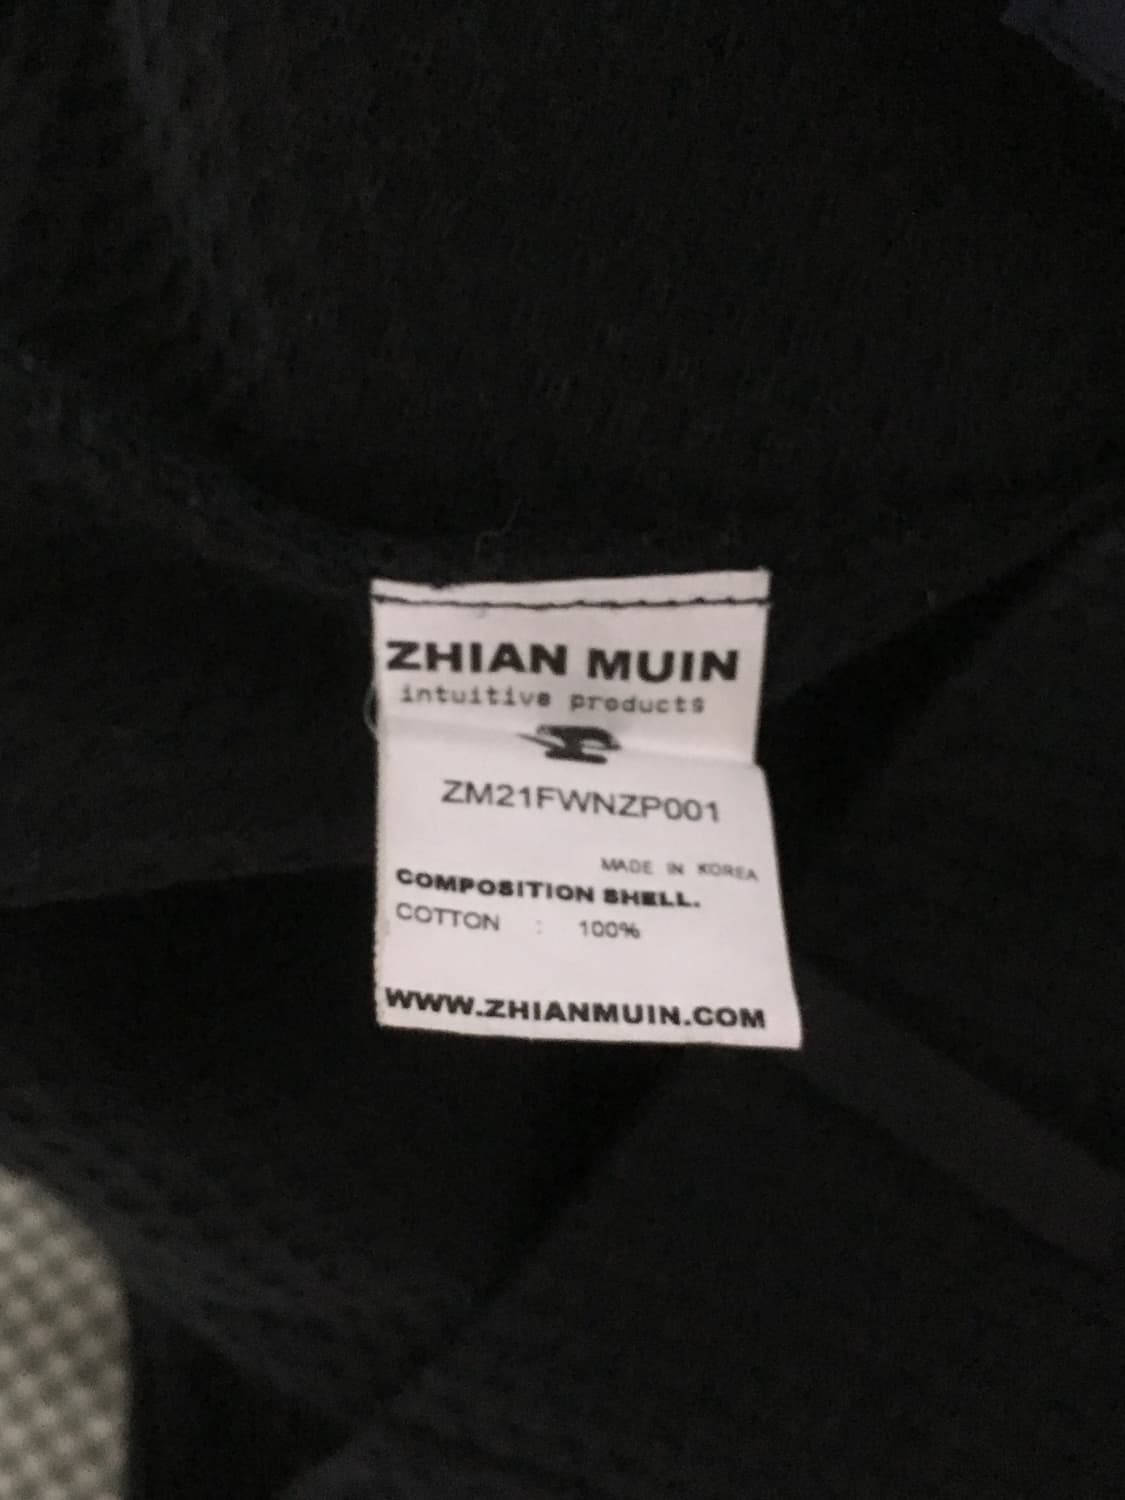 ZHIAN MUIN
intuitive products
ZM21FWNZP001
MADE IN KOREA
COMPOSITION SHELL.
COTTON : 100%
WWW.ZHIANMUIN.COM